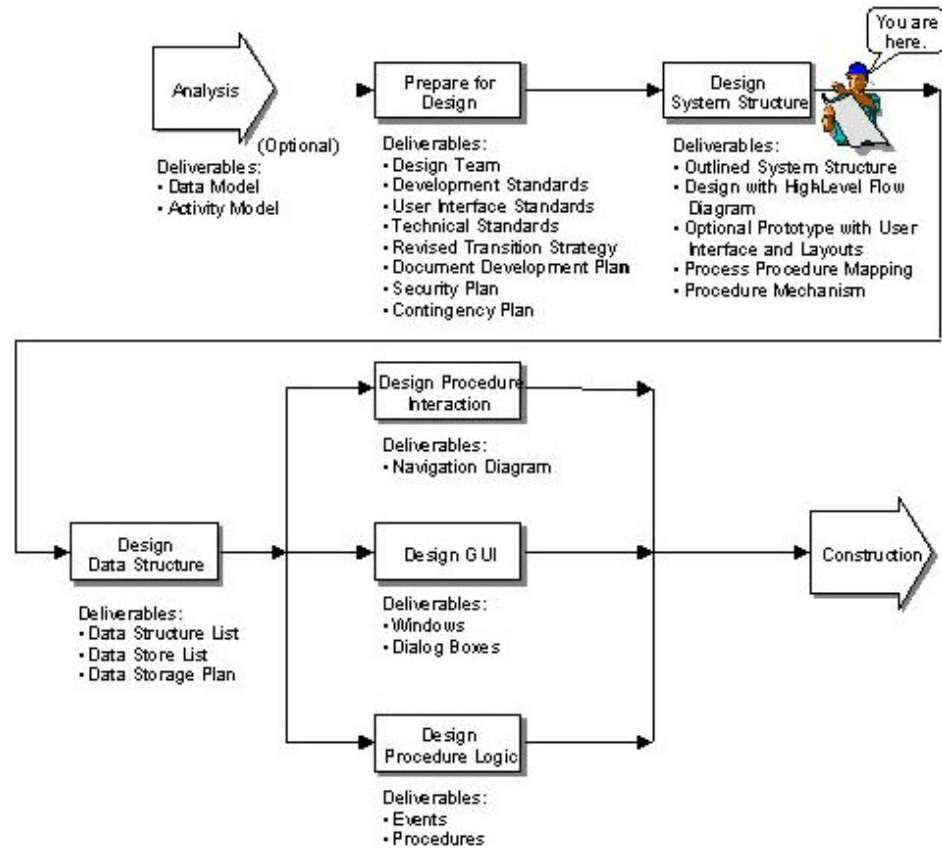 You are
here.
Analysis
(Optional)
Deliverables:
• Data Model
• Activity Model
Prepare for
Design
Deliverables:
• Design Team
• Development Standards
• User Interface Standards
• Technical Standards
• Revised Transition Strategy
• Document Development Plan
• Security Plan
• Contingency Plan
Design
System Structure
Deliverables:
• Outlined System Structure
• Design with HighLevel Flow
Diagram
• Optional Prototype with User
Interface and Layouts
• Process Procedure Mapping
• Procedure Mechanism
Design
Data Structure
Deliverables:
• Data Structure List
• Data Store List
• Data Storage Plan
Design Procedure
Interaction
Deliverables:
• Navigation Diagram
Design GUI
Deliverables:
• Windows
• Dialog Boxes
Design
Procedure Logic
Deliverables:
• Events
• Procedures
Construction